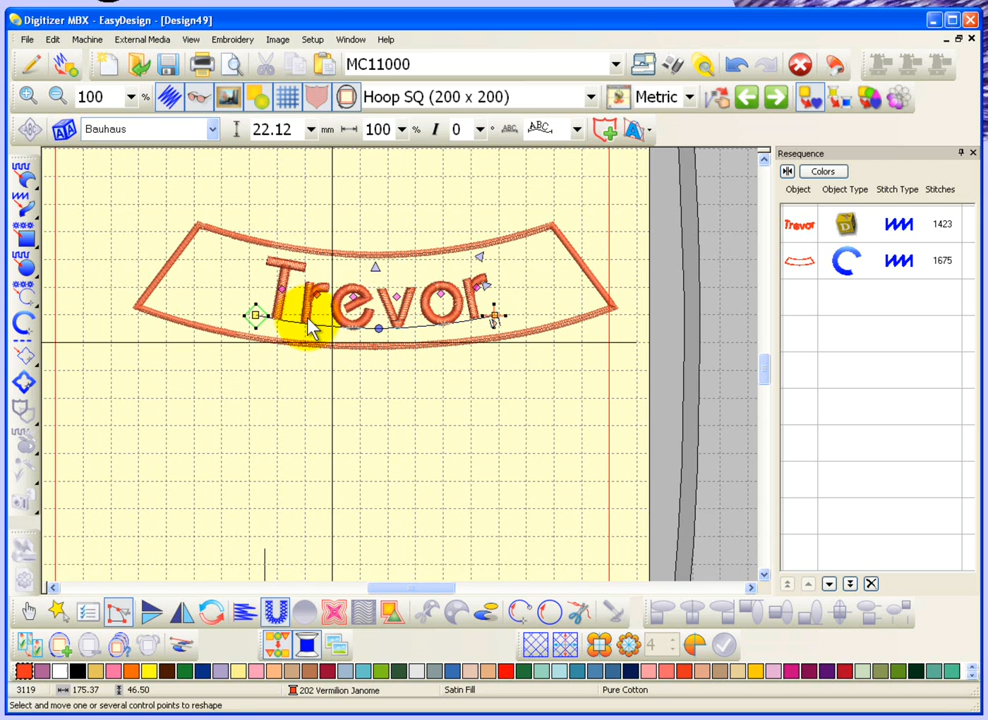 Digitizer MBX - EasyDesign - [Design49]
File Edit Machine External Media View Embroidery Image Setup Window Help
MC11000
100 % Hoop SQ (200 x 200) Metric
Bauhaus 22.12 mm 100 % I 0 ° ABC ABC
Resequence
Colors
Object Object Type Stitch Type Stitches
Trevor D 1423
1675
Trevor
4
3119 175.37 46.50 202 Vermilion Janome Satin Fill Pure Cotton
Select and move one or several control points to reshape